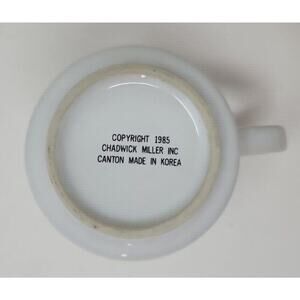 COPYRIGHT 1985
CHADWICK MILLER INC
CANTON MADE IN KOREA